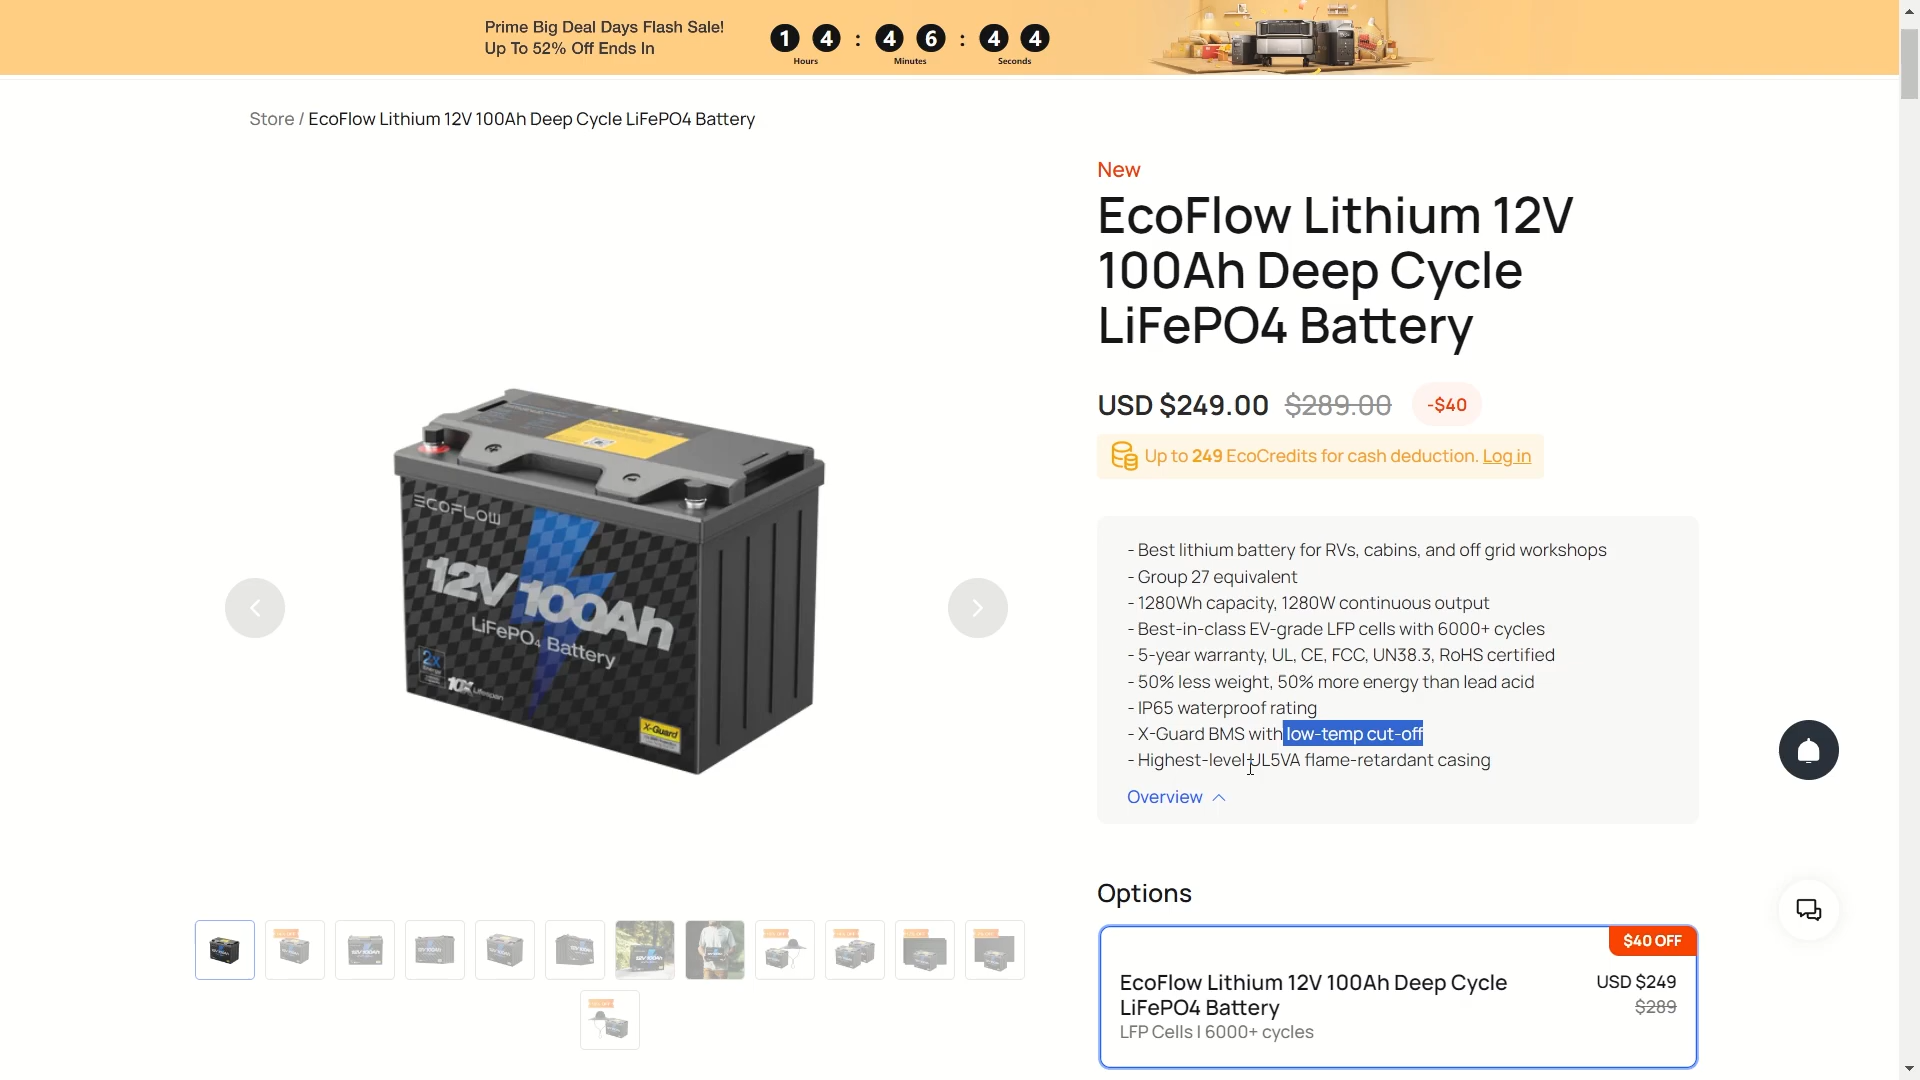 Prime Big Deal Days Flash Sale!
Up To 52% Off Ends In
1 4 : 4 6 : 4 4
Hours Minutes Seconds
Store / EcoFlow Lithium 12V 100Ah Deep Cycle LiFePO4 Battery
New
EcoFlow Lithium 12V
100Ah Deep Cycle
LiFePO4 Battery
USD $249.00 $289.00 -$40
Up to 249 EcoCredits for cash deduction. Log in
- Best lithium battery for RVs, cabins, and off grid workshops
- Group 27 equivalent
- 1280Wh capacity, 1280W continuous output
- Best-in-class EV-grade LFP cells with 6000+ cycles
- 5-year warranty, UL, CE, FCC, UN38.3, RoHS certified
- 50% less weight, 50% more energy than lead acid
- IP65 waterproof rating
- X-Guard BMS with low-temp cut-off
- Highest-level UL5VA flame-retardant casing
Overview
ECOFLOW
12V 100Ah
LiFePO4 Battery
2x
10X Lifespan
X-Guard
Options
$40 OFF
EcoFlow Lithium 12V 100Ah Deep Cycle
LiFePO4 Battery
USD $249
$289
LFP Cells | 6000+ cycles